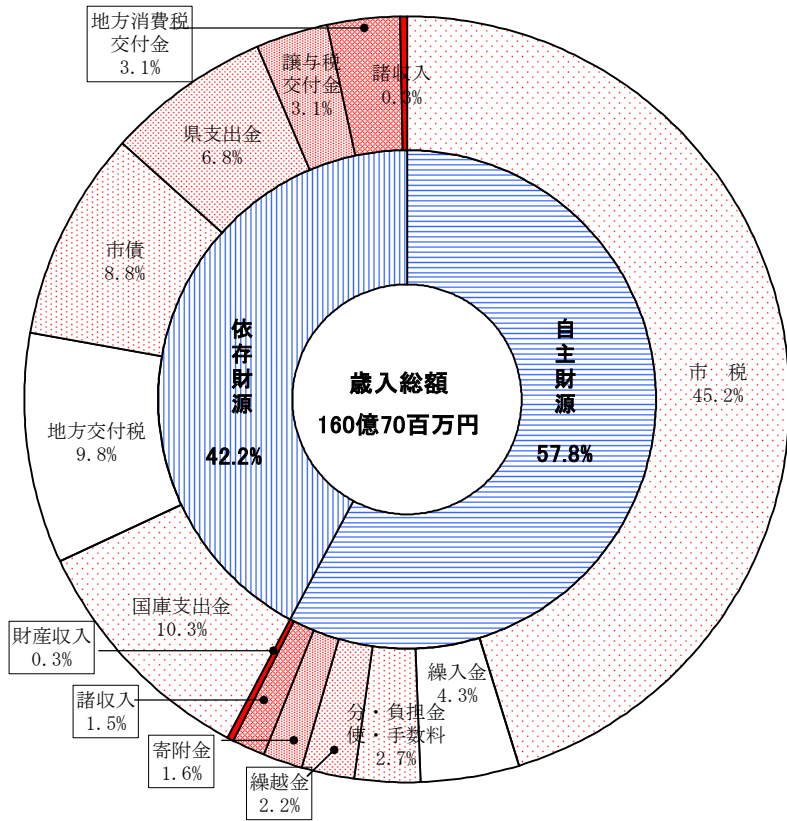 地方消費税
交付金
3.1%
譲与税
交付金
3.1%
諸収入
0.3%
県支出金
6.8%
市債
8.8%
地方交付税
9.8%
国庫支出金
10.3%
依存財源
42.2%
歳入総額
160億70百万円
自主財源
57.8%
市 税
45.2%
繰入金
4.3%
分・負担金
使・手数料
2.7%
繰越金
2.2%
寄附金
1.6%
諸収入
1.5%
財産収入
0.3%